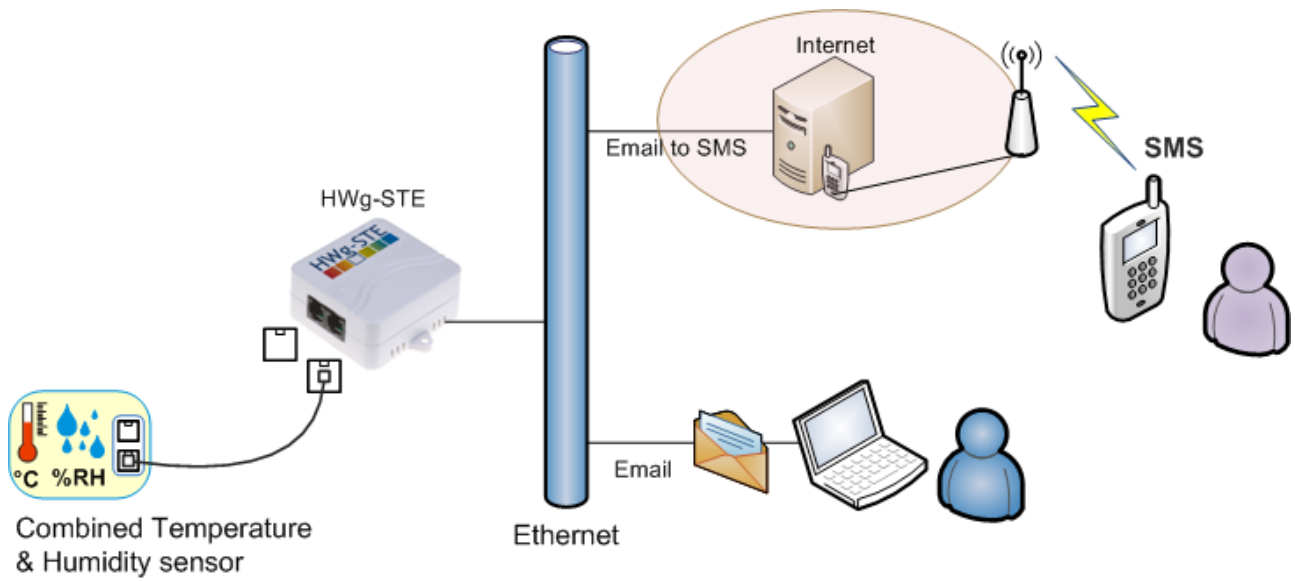 Internet
Email to SMS
SMS
HWg-STE
HWg-STE
°C %RH
Combined Temperature
& Humidity sensor
Ethernet
Email